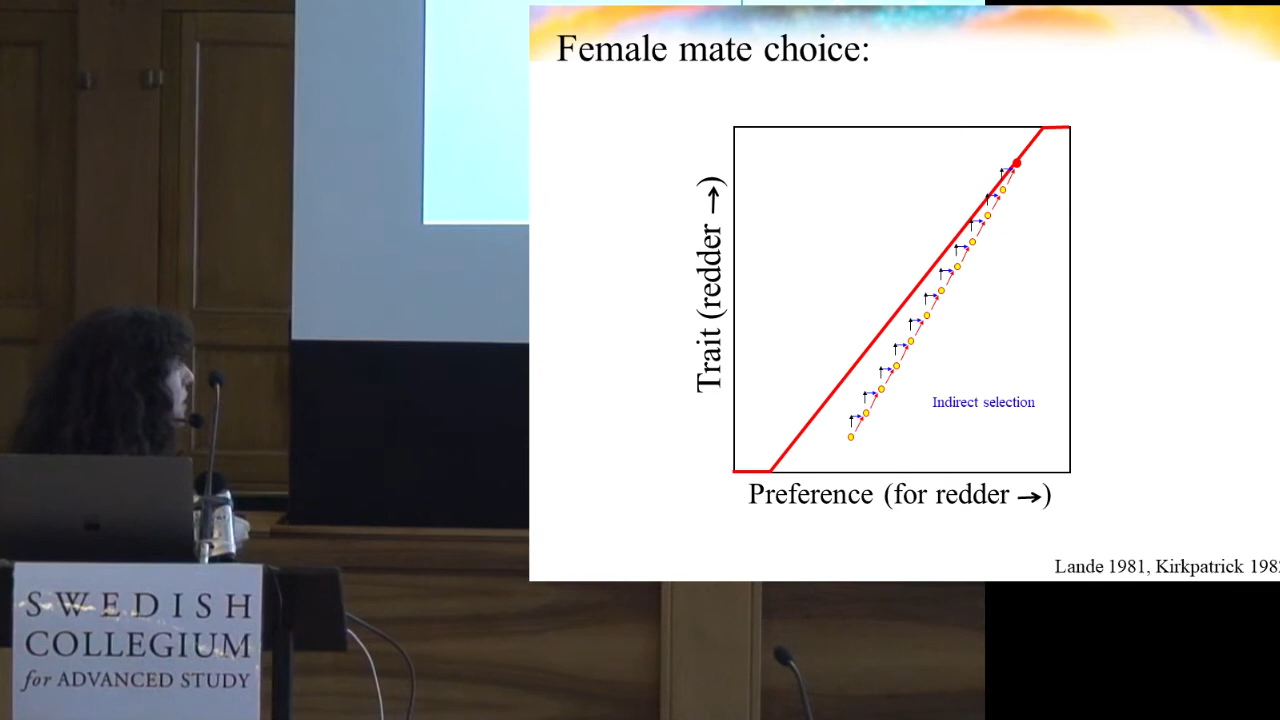 Female mate choice:
Trait (redder →)
Indirect selection
Preference (for redder →)
Lande 1981, Kirkpatrick 198
SWEDISH
COLLEGIUM
for ADVANCED STUDY